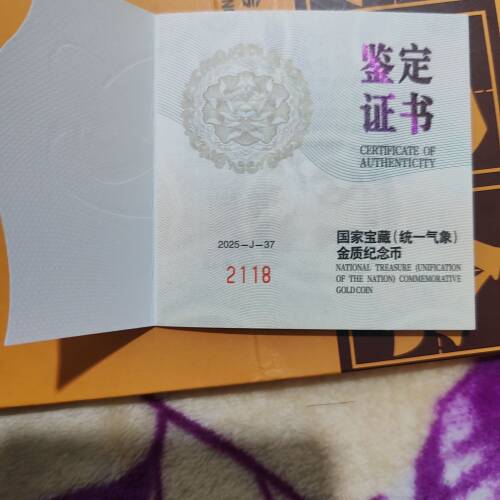 鉴定
证书
CERTIFICATE OF
AUTHENTICITY
2025-J-37
2118
国家宝藏（统一气象）
金质纪念币
NATIONAL TREASURE (UNIFICATION
OF THE NATION) COMMEMORATIVE
GOLD COIN